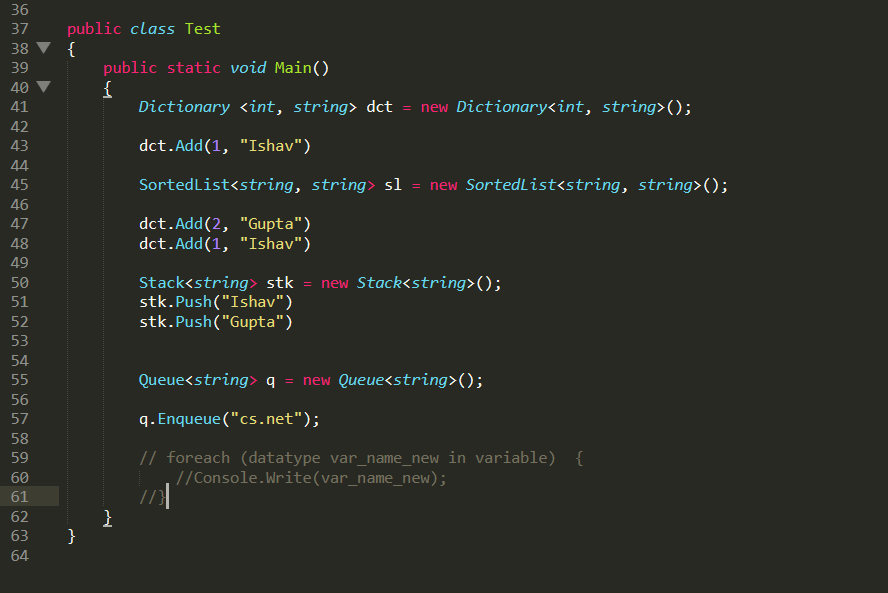 36
37 public class Test
38 {
39 public static void Main()
40 {
41 Dictionary <int, string> dct = new Dictionary<int, string>();
42
43 dct.Add(1, "Ishav")
44
45 SortedList<string, string> sl = new SortedList<string, string>();
46
47 dct.Add(2, "Gupta")
48 dct.Add(1, "Ishav")
49
50 Stack<string> stk = new Stack<string>();
51 stk.Push("Ishav")
52 stk.Push("Gupta")
53
54
55 Queue<string> q = new Queue<string>();
56
57 q.Enqueue("cs.net");
58
59 // foreach (datatype var_name_new in variable)  {
60 //Console.Write(var_name_new);
61 //}
62 }
63 }
64